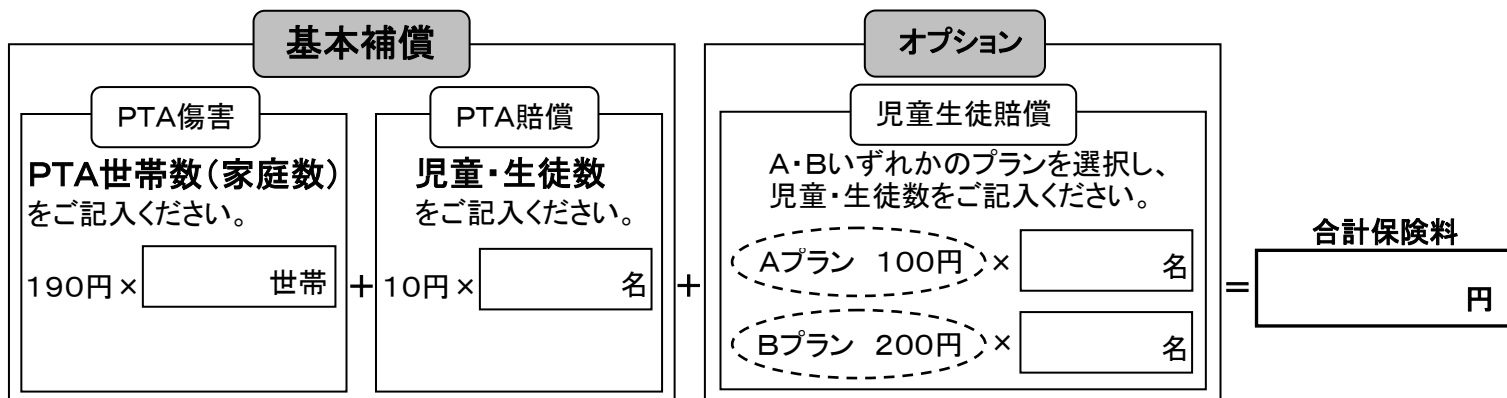 基本補償
PTA傷害
PTA世帯数(家庭数)
をご記入ください。
190円× 世帯
+
PTA賠償
児童・生徒数
をご記入ください。
10円× 名
+
オプション
児童生徒賠償
A・Bいずれかのプランを選択し、
児童・生徒数をご記入ください。
Aプラン 100円 × 名
Bプラン 200円 × 名
=
合計保険料
円